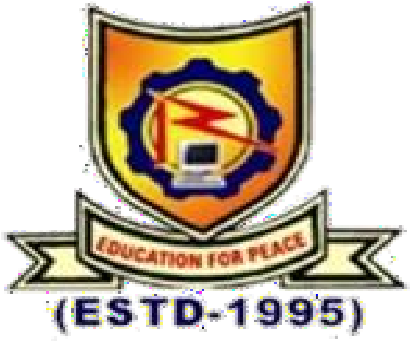 EDUCATION FOR PEACE
(ESTD-1995)